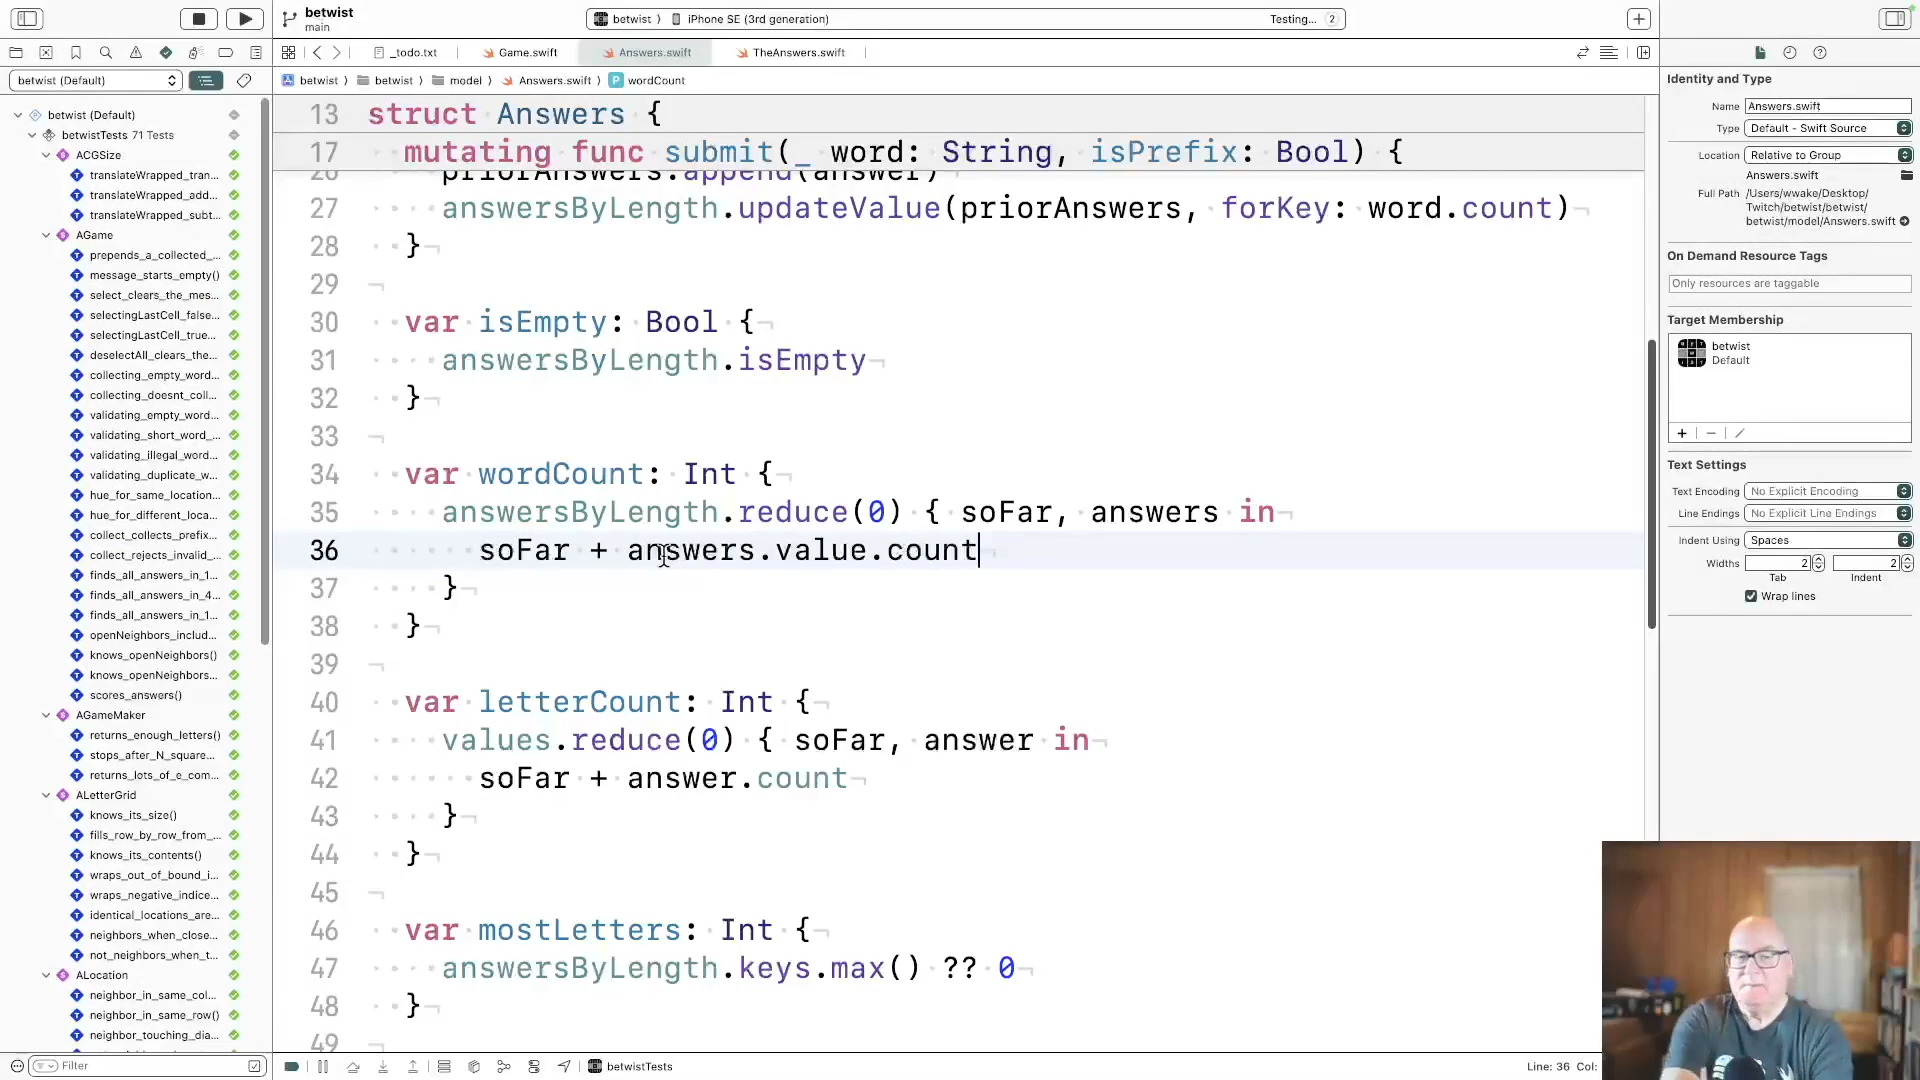 betwist
main
betwist 〉 iPhone SE (3rd generation)
Testing... 2
_todo.txt
Game.swift
Answers.swift
TheAnswers.swift
betwist (Default)
betwist 〉 betwist 〉 model 〉 Answers.swift 〉 P wordCount
betwist (Default)
betwistTests 71 Tests
ACGSize
translateWrapped_tran...
translateWrapped_add...
translateWrapped_subt...
AGame
prepends_a_collected_...
message_starts_empty()
select_clears_the_mes...
selectingLastCell_false...
selectingLastCell_true...
deselectAll_clears_the...
collecting_empty_word...
collecting_doesnt_coll...
validating_empty_word...
validating_short_word_...
validating_illegal_word...
validating_duplicate_w...
hue_for_same_location...
hue_for_different_loca...
collect_collects_prefix...
collect_rejects_invalid_...
finds_all_answers_in_1...
finds_all_answers_in_4...
finds_all_answers_in_1...
openNeighbors_includ...
knows_openNeighbors()
knows_openNeighbors...
scores_answers()
AGameMaker
returns_enough_letters()
stops_after_N_square...
returns_lots_of_e_com...
ALetterGrid
knows_its_size()
fills_row_by_row_from_...
knows_its_contents()
wraps_out_of_bound_i...
wraps_negative_indice...
identical_locations_are...
neighbors_when_close...
not_neighbors_when_t...
ALocation
neighbor_in_same_col...
neighbor_in_same_row()
neighbor_touching_dia...
Filter
13 struct Answers {
17 mutating func submit(_ word: String, isPrefix: Bool) {
priorAnswers.append(answer)
27 answersByLength.updateValue(priorAnswers, forKey: word.count)
28 }
29
30 var isEmpty: Bool {
31 answersByLength.isEmpty
32 }
33
34 var wordCount: Int {
35 answersByLength.reduce(0) { soFar, answers in
36 soFar + answers.value.count
37 }
38 }
39
40 var letterCount: Int {
41 values.reduce(0) { soFar, answer in
42 soFar + answer.count
43 }
44 }
45
46 var mostLetters: Int {
47 answersByLength.keys.max() ?? 0
48 }
49
betwistTests
Line: 36 Col:
Identity and Type
Name Answers.swift
Type Default - Swift Source
Location Relative to Group
Answers.swift
Full Path /Users/wwake/Desktop/
Twitch/betwist/betwist/
betwist/model/Answers.swift
On Demand Resource Tags
Only resources are taggable
Target Membership
betwist
Default
Text Settings
Text Encoding No Explicit Encoding
Line Endings No Explicit Line Endings
Indent Using Spaces
Widths 2 2
Tab Indent
Wrap lines